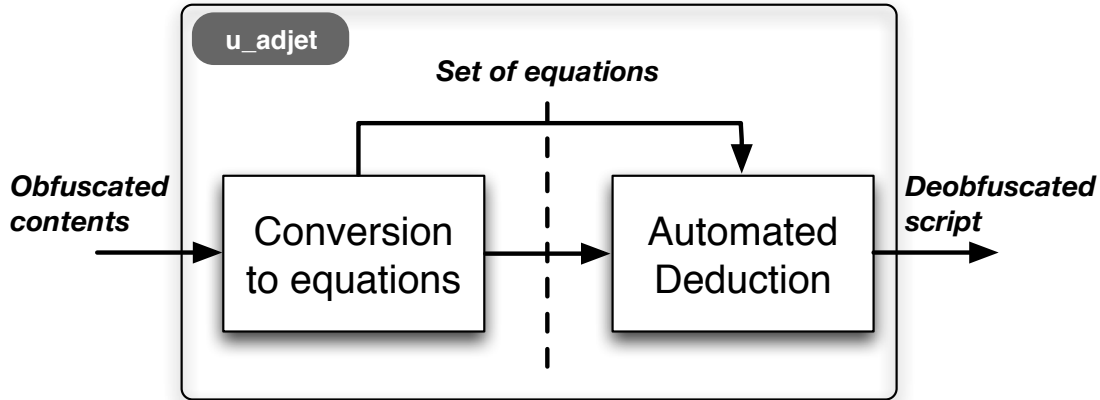 u_adjet
Set of equations
Obfuscated
contents
Conversion
to equations
Automated
Deduction
Deobfuscated
script